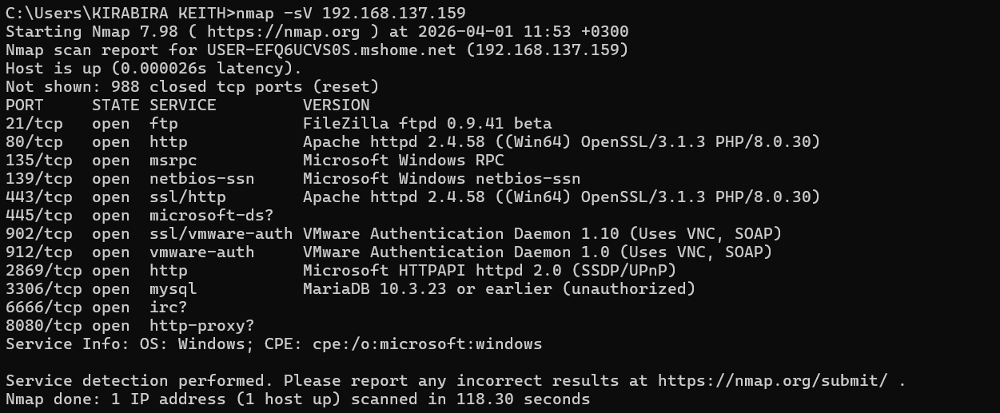 C:\Users\KIRABIRA KEITH>nmap -sV 192.168.137.159
Starting Nmap 7.98 ( https://nmap.org ) at 2026-04-01 11:53 +0300
Nmap scan report for USER-EFQ6UCVS0S.mshome.net (192.168.137.159)
Host is up (0.000026s latency).
Not shown: 988 closed tcp ports (reset)
PORT     STATE SERVICE         VERSION
21/tcp   open  ftp             FileZilla ftpd 0.9.41 beta
80/tcp   open  http            Apache httpd 2.4.58 ((Win64) OpenSSL/3.1.3 PHP/8.0.30)
135/tcp  open  msrpc           Microsoft Windows RPC
139/tcp  open  netbios-ssn     Microsoft Windows netbios-ssn
443/tcp  open  ssl/http        Apache httpd 2.4.58 ((Win64) OpenSSL/3.1.3 PHP/8.0.30)
445/tcp  open  microsoft-ds?
902/tcp  open  ssl/vmware-auth VMware Authentication Daemon 1.10 (Uses VNC, SOAP)
912/tcp  open  vmware-auth     VMware Authentication Daemon 1.0 (Uses VNC, SOAP)
2869/tcp open  http            Microsoft HTTPAPI httpd 2.0 (SSDP/UPnP)
3306/tcp open  mysql           MariaDB 10.3.23 or earlier (unauthorized)
6666/tcp open  irc?
8080/tcp open  http-proxy?
Service Info: OS: Windows; CPE: cpe:/o:microsoft:windows
Service detection performed. Please report any incorrect results at https://nmap.org/submit/ .
Nmap done: 1 IP address (1 host up) scanned in 118.30 seconds